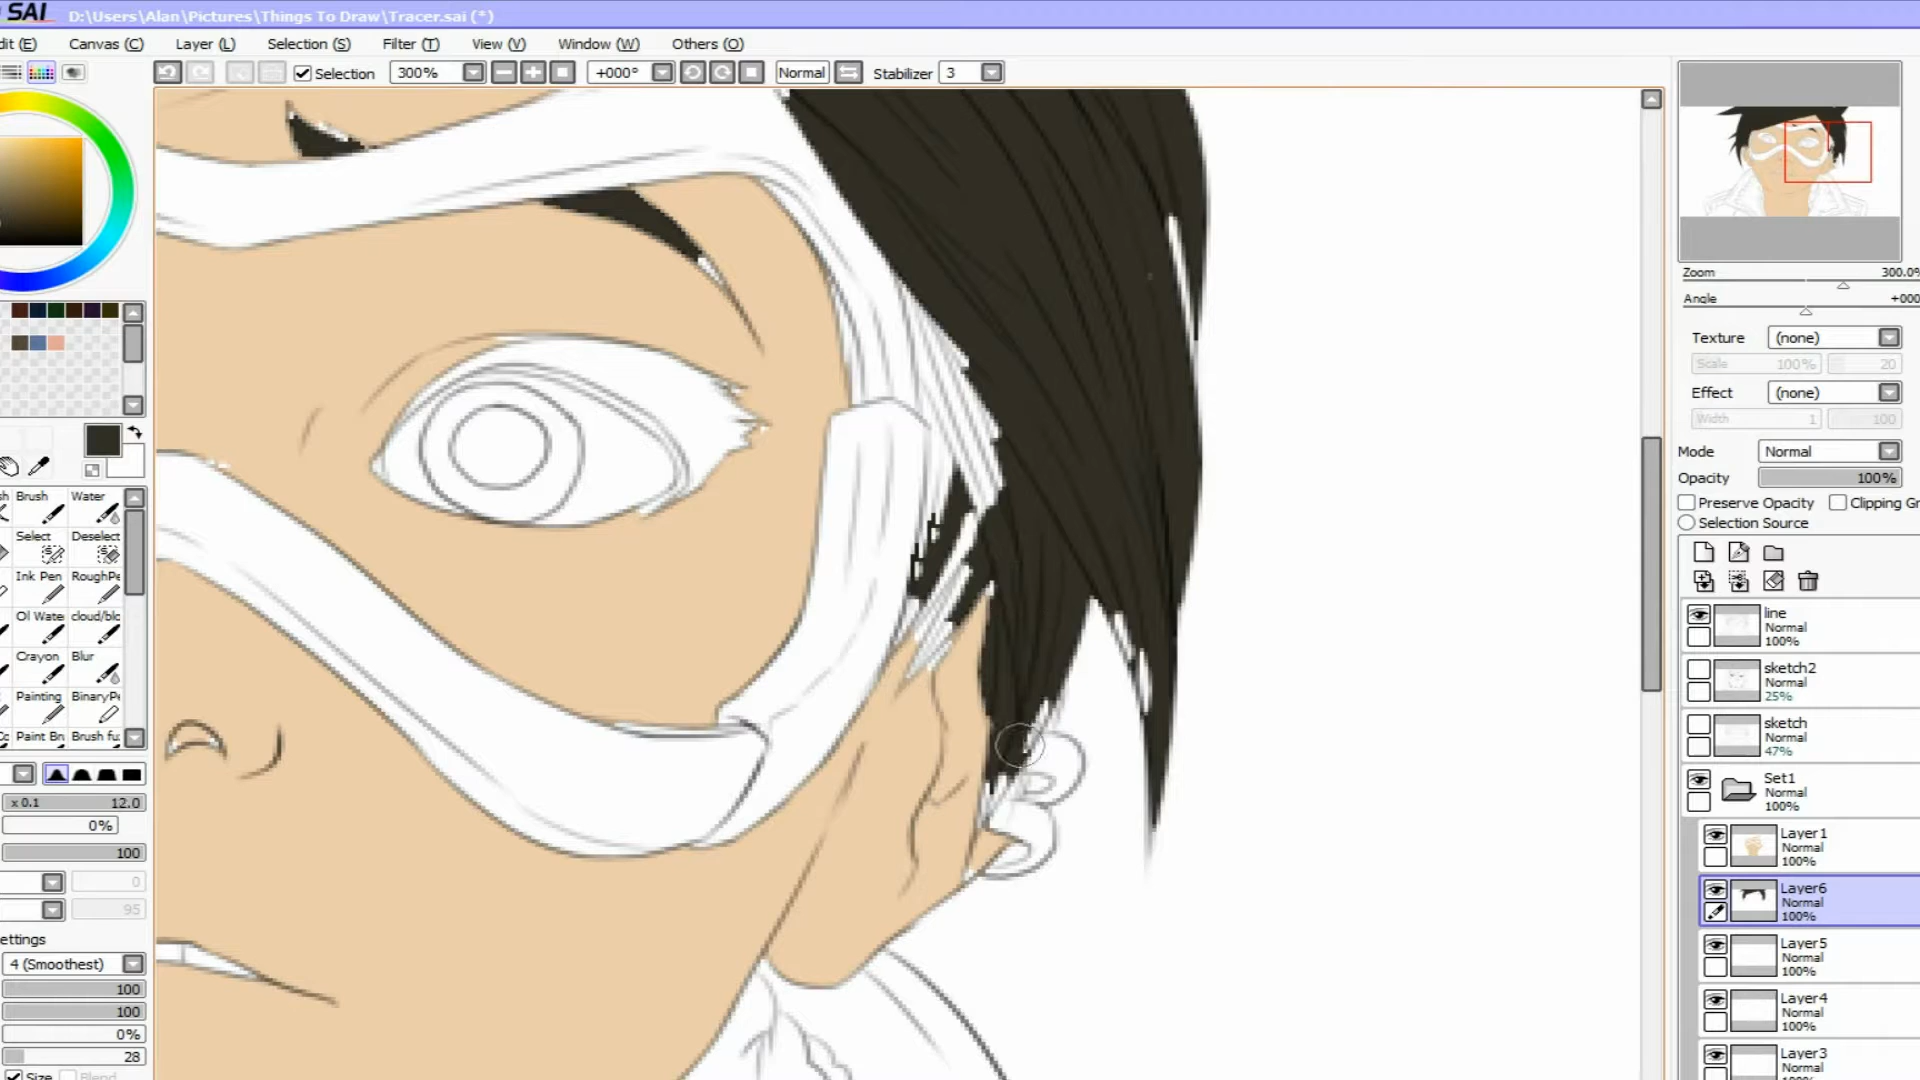 SAI D:\Users\Alan\Pictures\Things To Draw\Tracer.sai (*)
dit (E) Canvas (C) Layer (L) Selection (S) Filter (T) View (V) Window (W) Others (O)
Selection 300% +000° Normal Stabilizer 3
Zoom 300.0%
Angle +000
Texture (none)
Scale 100% 20
Effect (none)
Width 1 100
Mode Normal
Opacity 100%
Preserve Opacity Clipping Gr
Selection Source
line
Normal
100%
sketch2
Normal
25%
sketch
Normal
47%
Set1
Normal
100%
Layer1
Normal
100%
Layer6
Normal
100%
Layer5
Normal
100%
Layer4
Normal
100%
Layer3
Normal
sh Brush Water
Select Deselect
Ink Pen RoughPe
Ol Wate cloud/blo
Crayon Blur
Painting BinaryPe
Paint Br Brush fu
x 0.1 12.0
0%
100
0
95
ettings
4 (Smoothest)
100
100
0%
28
Size Blend